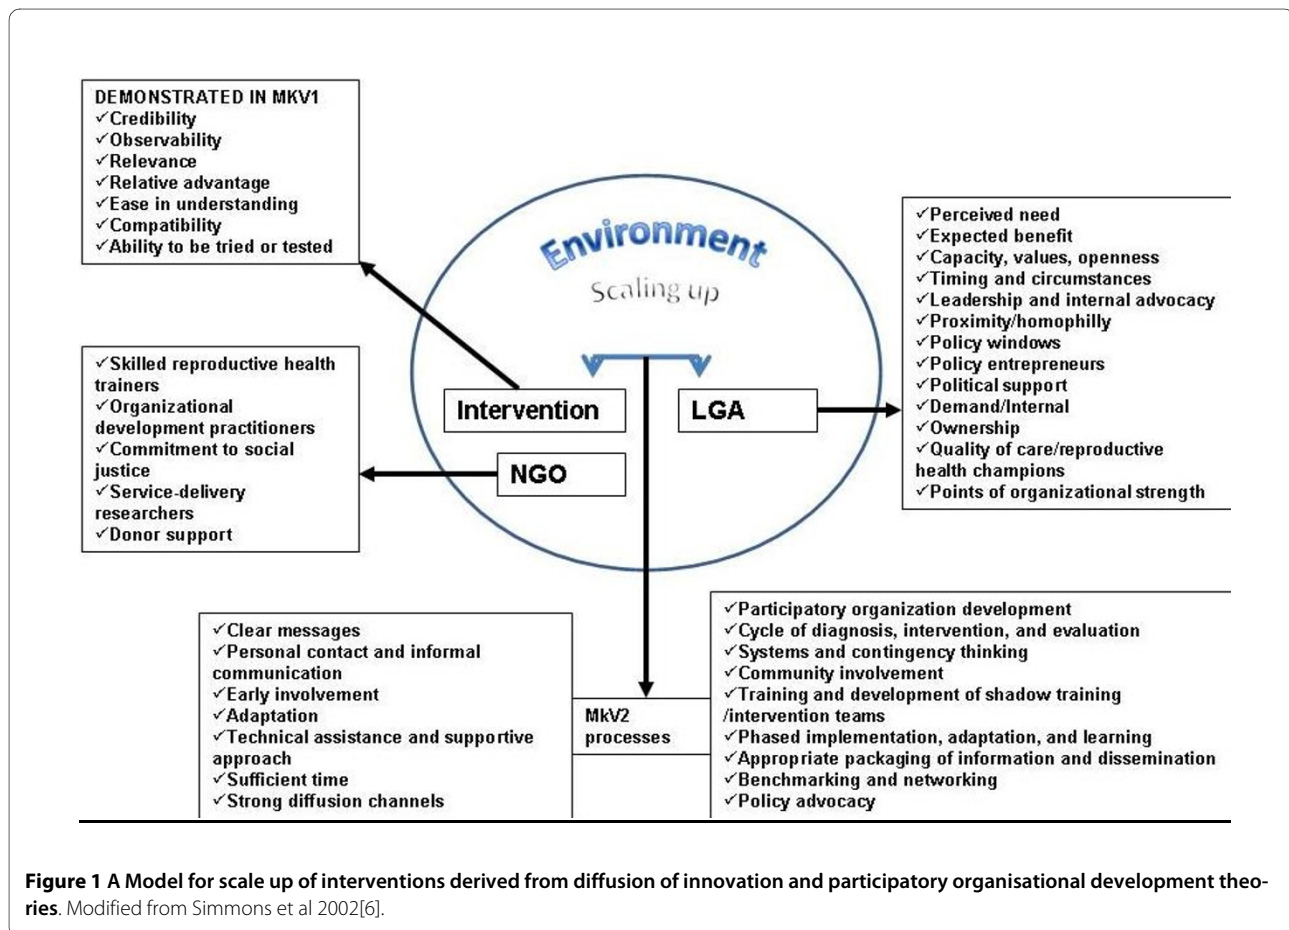 DEMONSTRATED IN MKV1
✓Credibility
✓Observability
✓Relevance
✓Relative advantage
✓Ease in understanding
✓Compatibility
✓Ability to be tried or tested
✓Skilled reproductive health
trainers
✓Organizational
development practitioners
✓Commitment to social
justice
✓Service-delivery
researchers
✓Donor support
Environment
Scaling up
Intervention
LGA
NGO
✓Perceived need
✓Expected benefit
✓Capacity, values, openness
✓Timing and circumstances
✓Leadership and internal advocacy
✓Proximity/homophilly
✓Policy windows
✓Policy entrepreneurs
✓Political support
✓Demand/Internal
✓Ownership
✓Quality of care/reproductive
health champions
✓Points of organizational strength
✓Clear messages
✓Personal contact and informal
communication
✓Early involvement
✓Adaptation
✓Technical assistance and supportive
approach
✓Sufficient time
✓Strong diffusion channels
MkV2
processes
✓Participatory organization development
✓Cycle of diagnosis, intervention, and evaluation
✓Systems and contingency thinking
✓Community involvement
✓Training and development of shadow training
/intervention teams
✓Phased implementation, adaptation, and learning
✓Appropriate packaging of information and dissemination
✓Benchmarking and networking
✓Policy advocacy
Figure 1 A Model for scale up of interventions derived from diffusion of innovation and participatory organisational development theo-
ries. Modified from Simmons et al 2002[6].